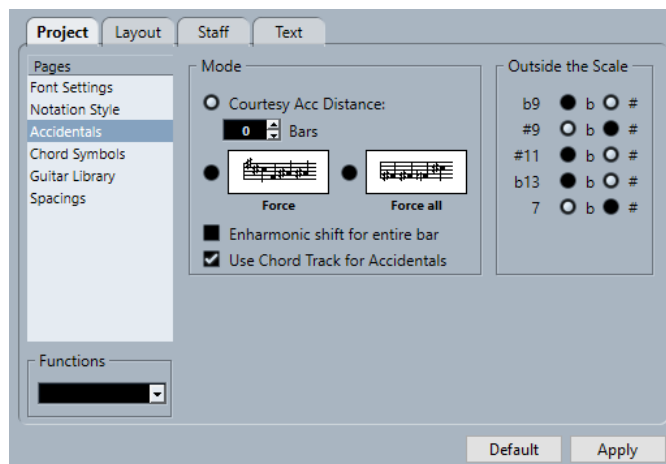 Project Layout Staff Text
Pages
Font Settings
Notation Style
Accidentals
Chord Symbols
Guitar Library
Spacings
Functions
Mode
Courtesy Acc Distance:
0 Bars
Force Force all
Enharmonic shift for entire bar
Use Chord Track for Accidentals
Outside the Scale
b9 b #
#9 b #
#11 b #
b13 b #
7 b #
Default Apply